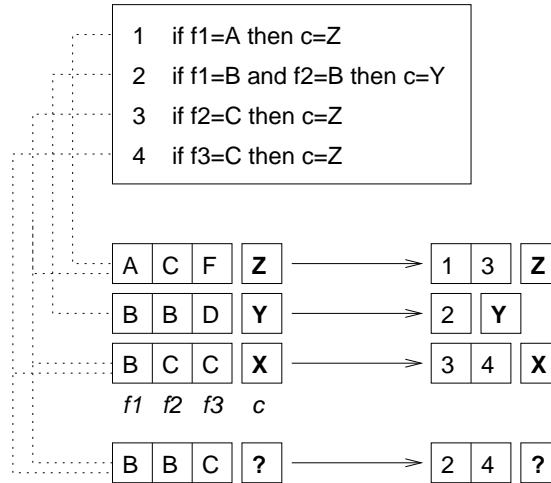 1 if f1=A then c=Z
2 if f1=B and f2=B then c=Y
3 if f2=C then c=Z
4 if f3=C then c=Z
A C F Z 1 3 Z
B B D Y 2 Y
B C C X 3 4 X
f1 f2 f3 c
B B C ? 2 4 ?